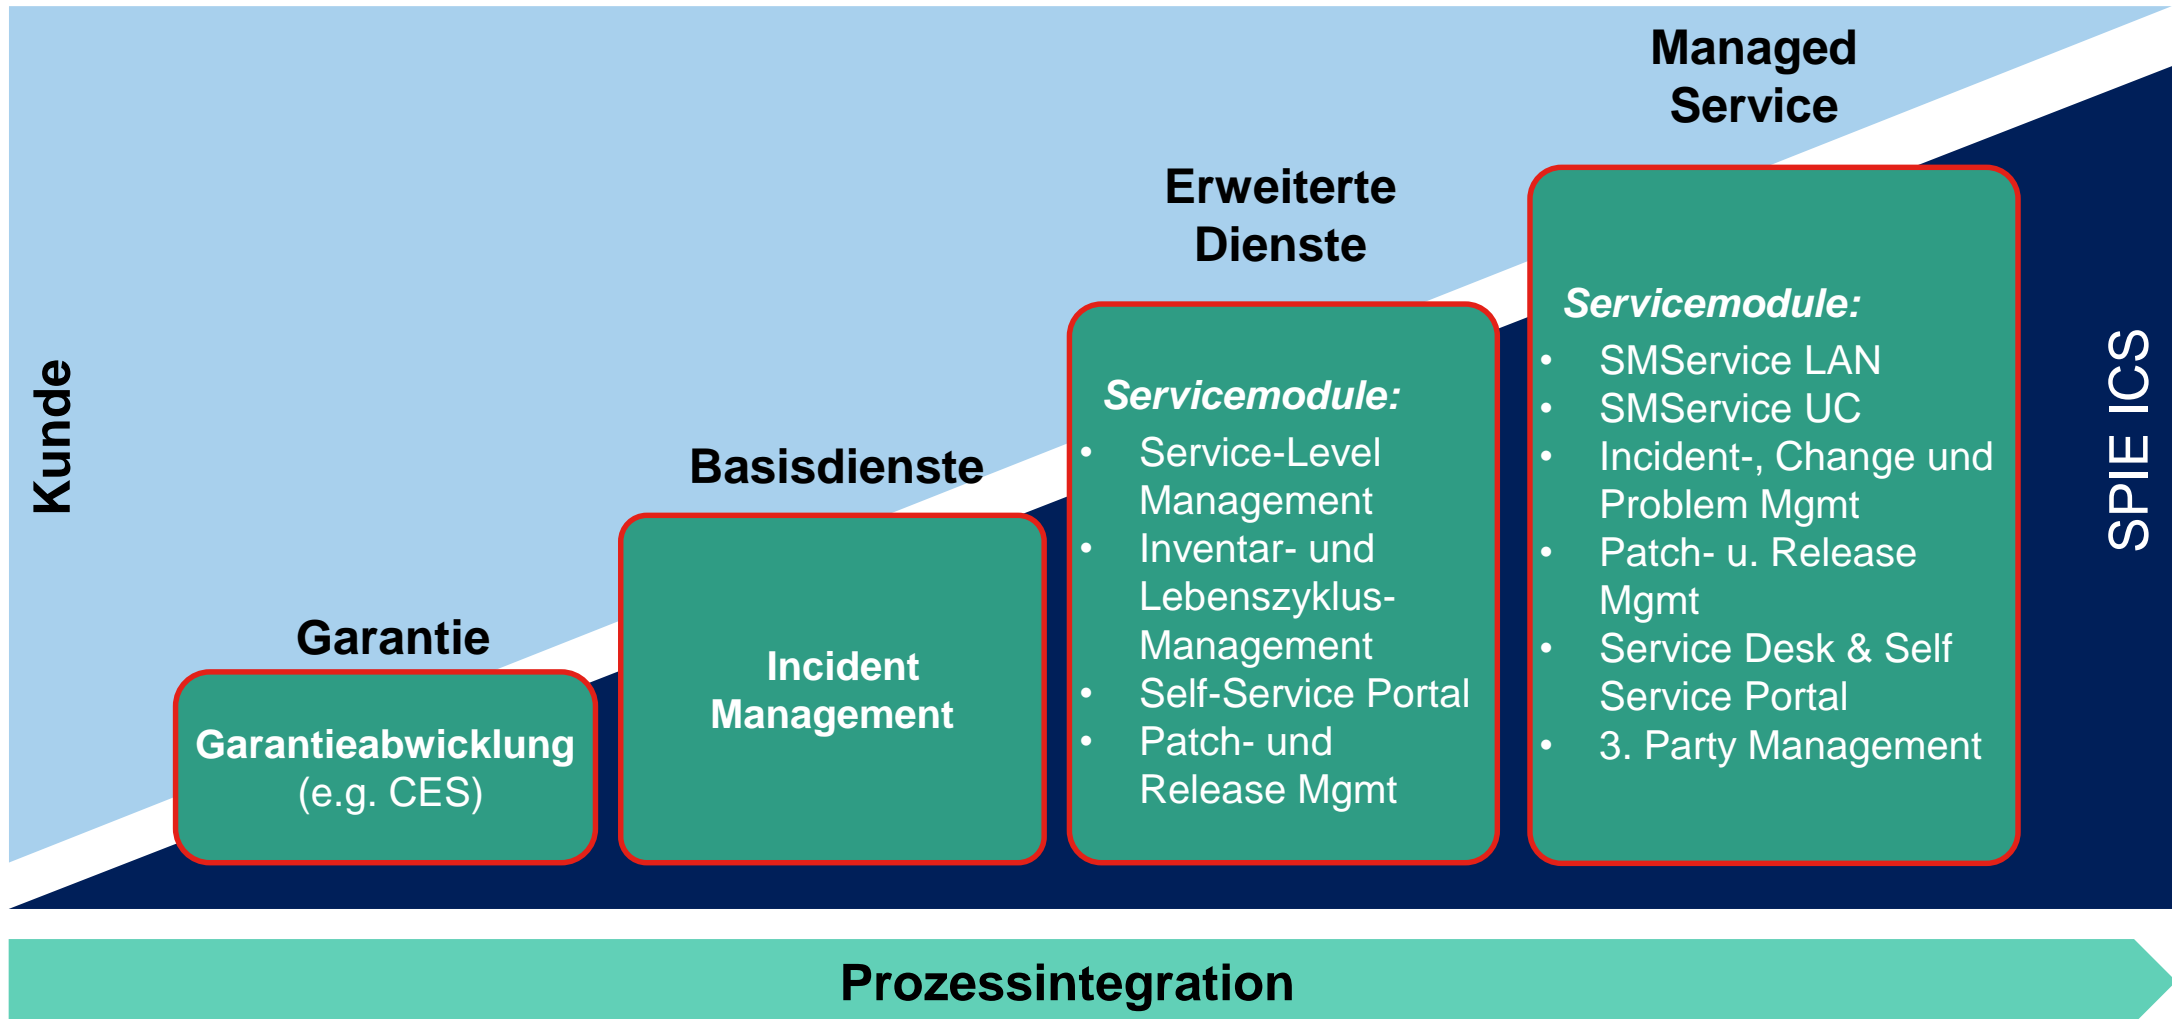 Kunde
Garantie
Garantieabwicklung
(e.g. CES)
Basisdienste
Incident
Management
Erweiterte
Dienste
Servicemodule:
• Service-Level
Management
• Inventar- und
Lebenszyklus-
Management
• Self-Service Portal
• Patch- und
Release Mgmt
Managed
Service
Servicemodule:
• SMService LAN
• SMService UC
• Incident-, Change und
Problem Mgmt
• Patch- u. Release
Mgmt
• Service Desk & Self
Service Portal
• 3. Party Management
SPIE ICS
Prozessintegration